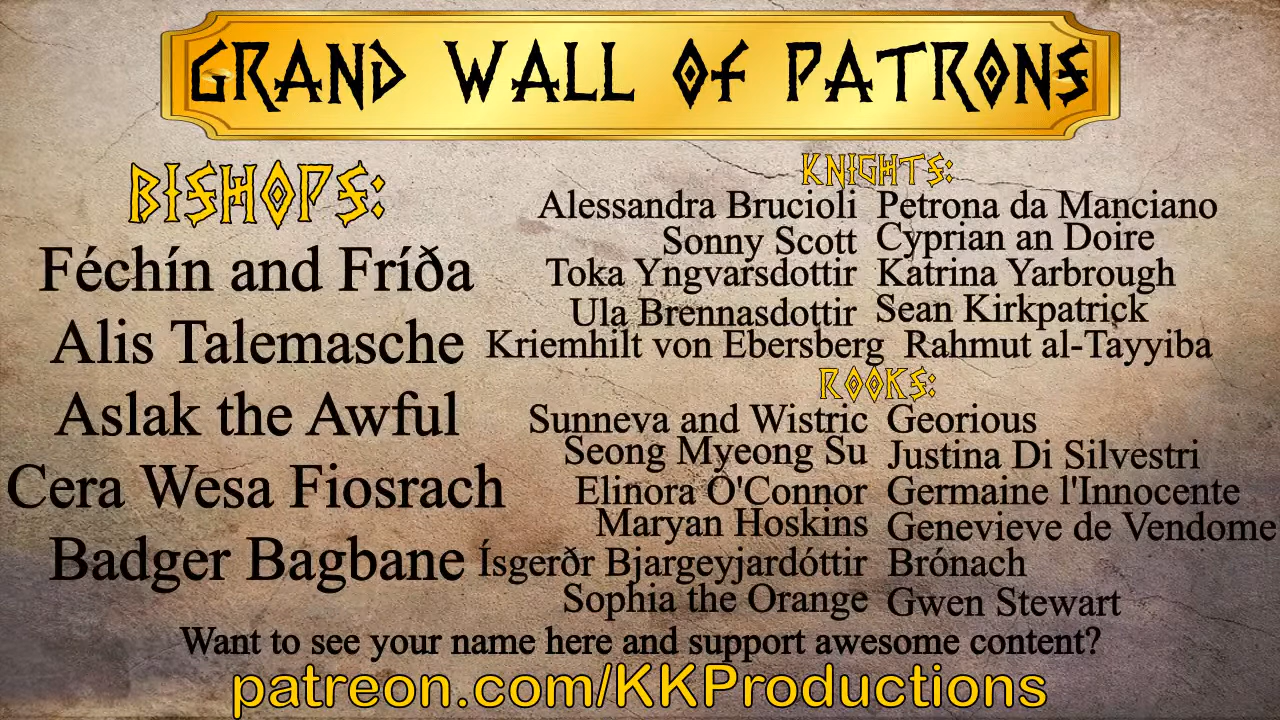 GRAND WALL OF PATRONS
BISHOPS:
Féchín and Fríða
Alis Talemasche
Aslak the Awful
Cera Wesa Fiosrach
Badger Bagbane
KNIGHTS:
Alessandra Brucioli Petrona da Manciano
Sonny Scott Cyprian an Doire
Toka Yngvarsdottir Katrina Yarbrough
Ula Brennasdottir Sean Kirkpatrick
Kriemhilt von Ebersberg Rahmut al-Tayyiba
ROOKS:
Sunneva and Wistric Georious
Seong Myeong Su Justina Di Silvestri
Elinora O'Connor Germaine l'Innocente
Maryan Hoskins Genevieve de Vendome
Ísgerðr Bjargeyjardóttir Brónach
Sophia the Orange Gwen Stewart
Want to see your name here and support awesome content?
patreon.com/KKProductions